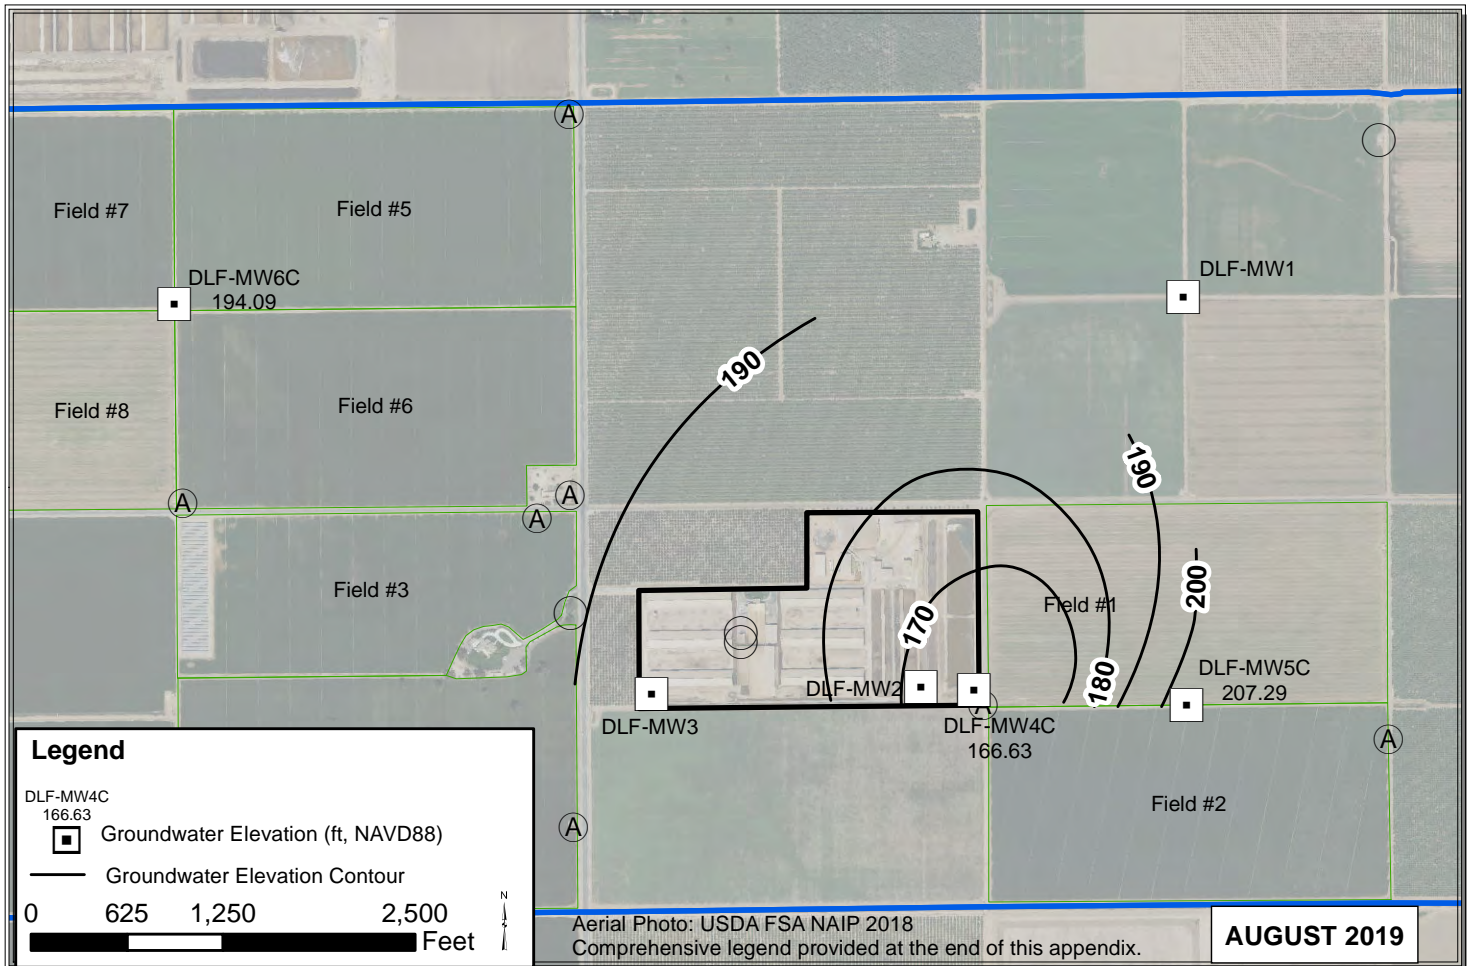 A
Field #7
Field #5
DLF-MW6C
194.09
DLF-MW1
190
Field #8
Field #6
190
A
A
A
200
Field #3
Field #1
170
180
DLF-MW2
DLF-MW5C
207.29
DLF-MW3
A
DLF-MW4C
166.63
A
Field #2
A
Legend
DLF-MW4C
166.63
Groundwater Elevation (ft, NAVD88)
Groundwater Elevation Contour
N
0 625 1,250 2,500
Feet
Aerial Photo: USDA FSA NAIP 2018
Comprehensive legend provided at the end of this appendix.
AUGUST 2019